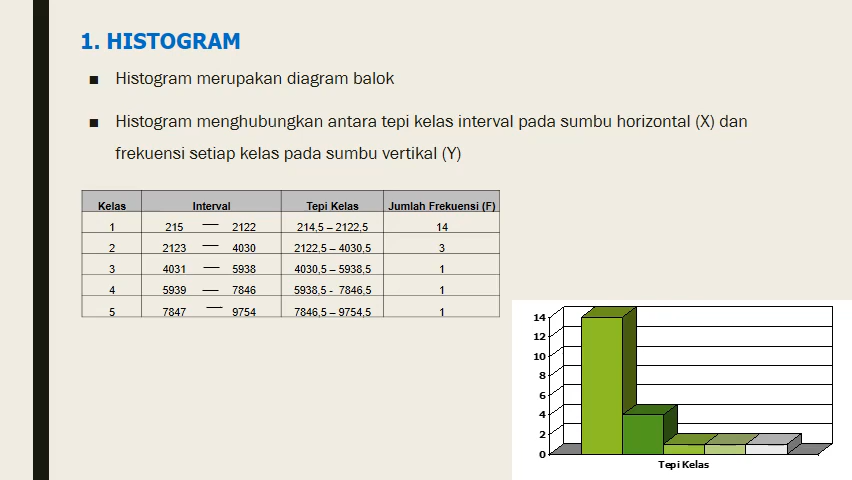 1. HISTOGRAM
■ Histogram merupakan diagram balok
■ Histogram menghubungkan antara tepi kelas interval pada sumbu horizontal (X) dan
frekuensi setiap kelas pada sumbu vertikal (Y)
Kelas Interval Tepi Kelas Jumlah Frekuensi (F)
1 215 — 2122 214,5 – 2122,5 14
2 2123 — 4030 2122,5 – 4030,5 3
3 4031 — 5938 4030,5 – 5938,5 1
4 5939 — 7846 5938,5 - 7846,5 1
5 7847 — 9754 7846,5 – 9754,5 1
14
12
10
8
6
4
2
0
Tepi Kelas